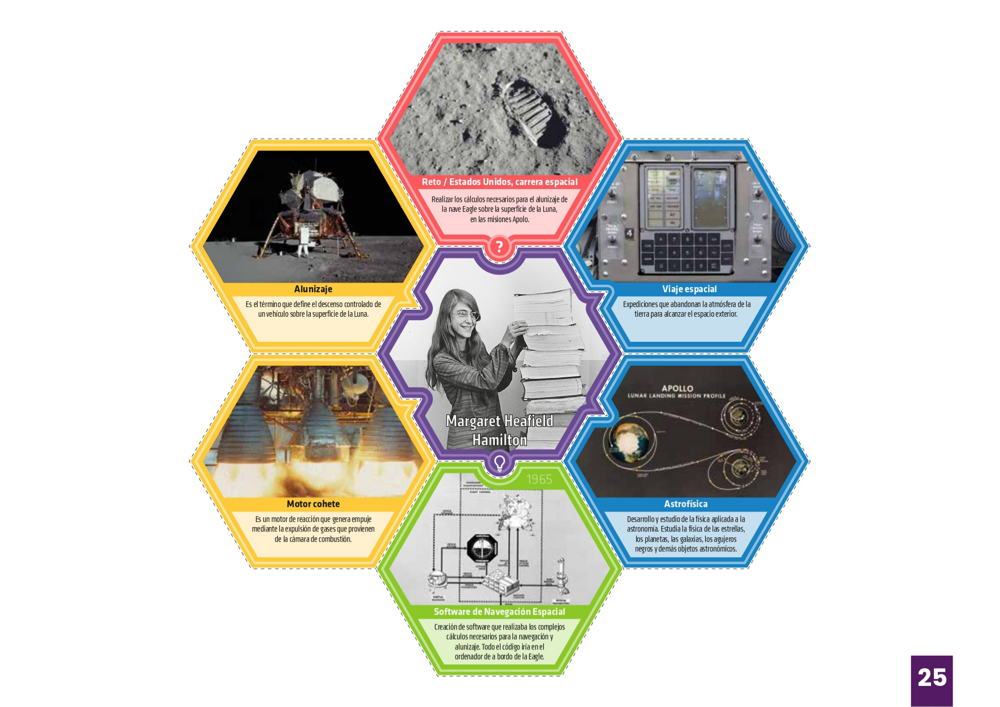 Reto / Estados Unidos, carrera espacial
Realizar los cálculos necesarios para el alunizaje de
la nave Eagle sobre la superficie de la Luna,
en las misiones Apolo.
?
Alunizaje
Es el término que define el descenso controlado de
un vehículo sobre la superficie de la Luna.
4
Viaje espacial
Expediciones que abandonan la atmósfera de la
tierra para alcanzar el espacio exterior.
Margaret Heafield
Hamilton
Motor cohete
Es un motor de reacción que genera empuje
mediante la expulsión de gases que provienen
de la cámara de combustión.
APOLLO
LUNAR LANDING MISSION PROFILE
Astrofísica
Desarrollo y estudio de la física aplicada a la
astronomía. Estudia la física de las estrellas,
los planetas, las galaxias, los agujeros
negros y demás objetos astronómicos.
1965
Software de Navegación Espacial
Creación de software que realizaba los complejos
cálculos necesarios para la navegación y
alunizaje. Todo el código iría en el
ordenador de a bordo de la Eagle.
25